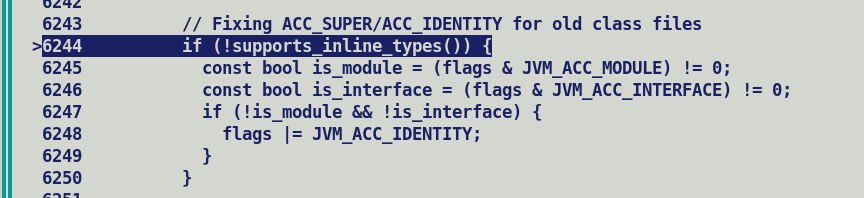 6242
6243          // Fixing ACC_SUPER/ACC_IDENTITY for old class files
>6244          if (!supports_inline_types()) {
6245            const bool is_module = (flags & JVM_ACC_MODULE) != 0;
6246            const bool is_interface = (flags & JVM_ACC_INTERFACE) != 0;
6247            if (!is_module && !is_interface) {
6248              flags |= JVM_ACC_IDENTITY;
6249            }
6250          }
6251